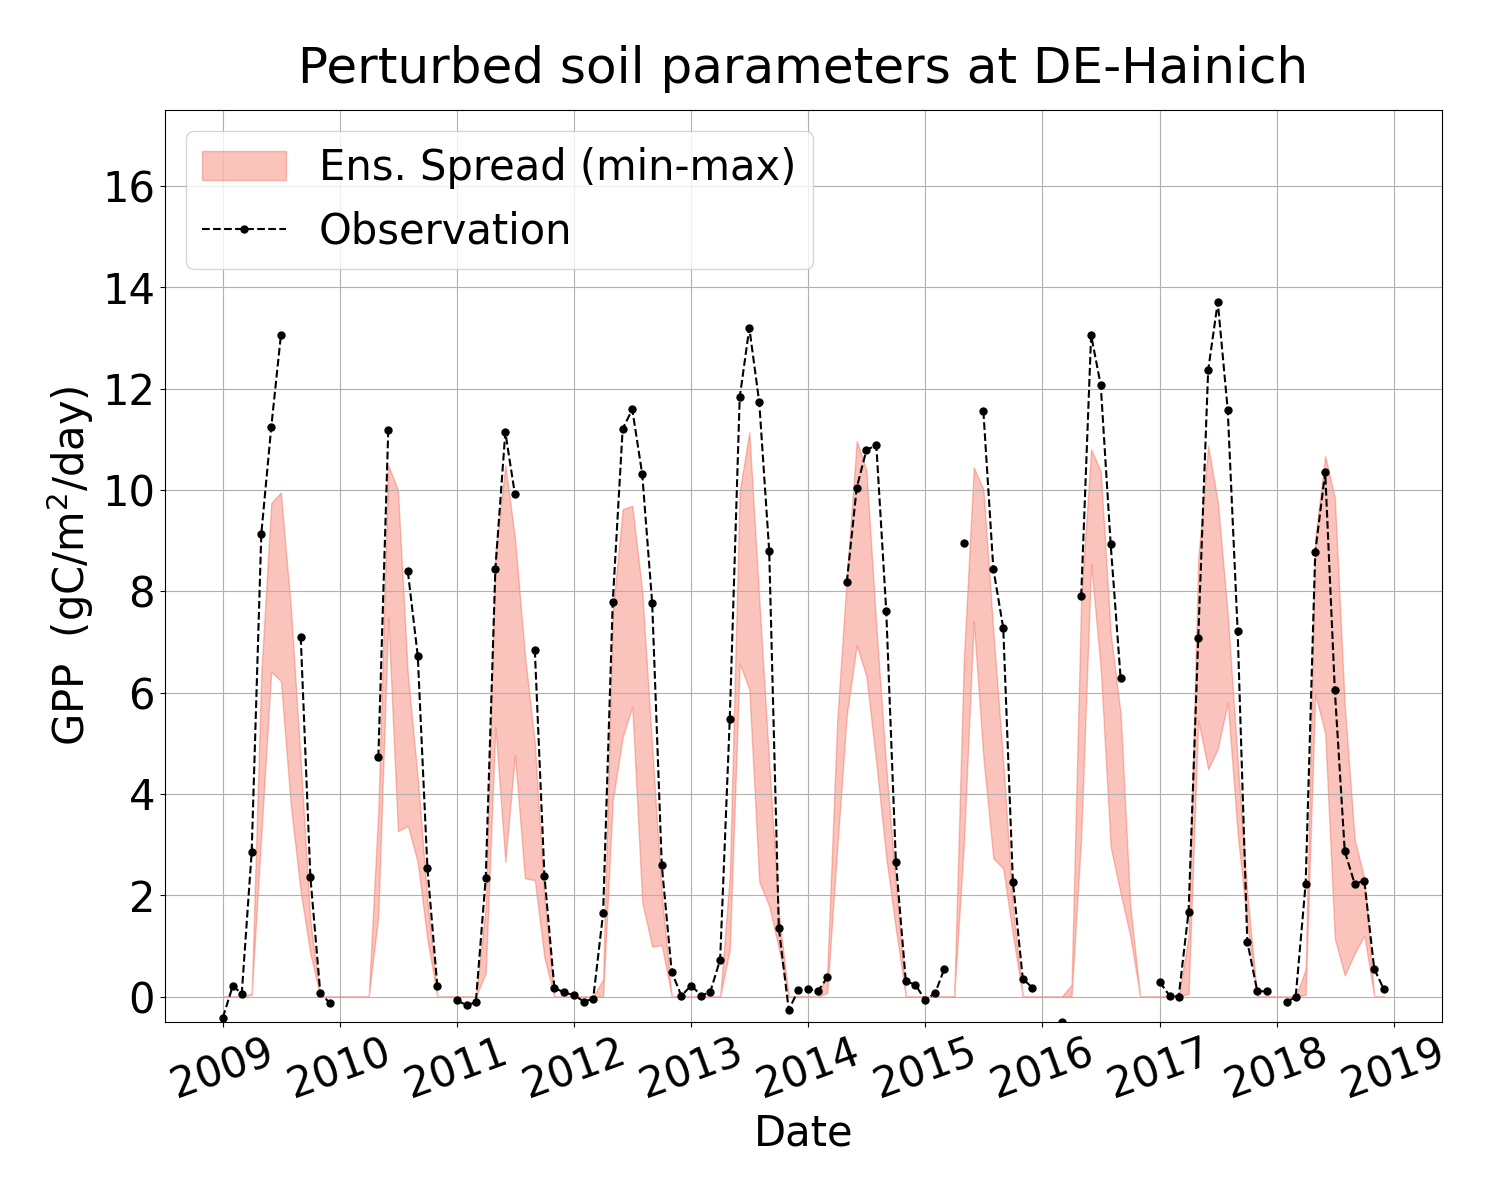 Perturbed soil parameters at DE-Hainich
Ens. Spread (min-max)
Observation
16
14
12
10
8
6
4
2
0
GPP (gC/m²/day)
2009 2010 2011 2012 2013 2014 2015 2016 2017 2018 2019
Date